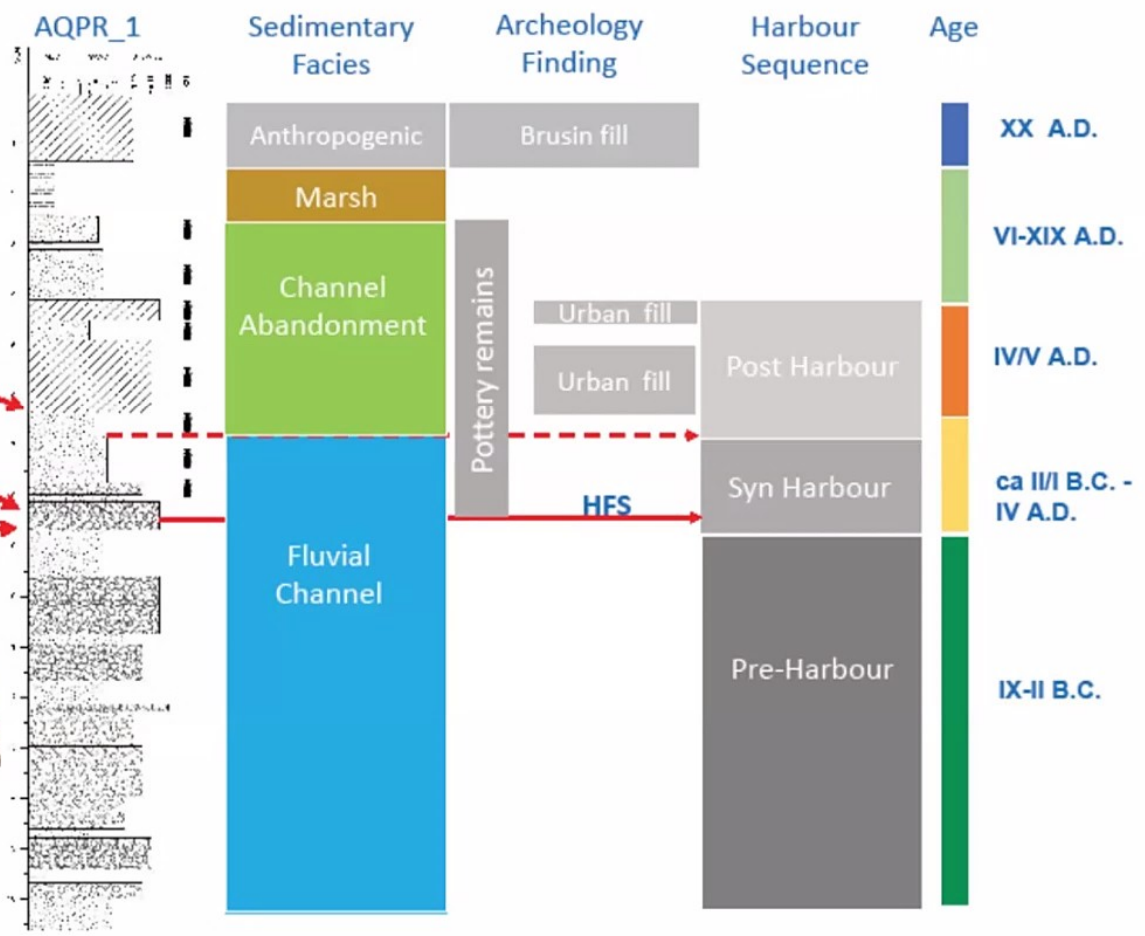 AQPR_1
Sedimentary
Facies
Archeology
Finding
Harbour
Sequence
Age
Anthropogenic
Brusin fill
XX A.D.
Marsh
VI-XIX A.D.
Channel
Abandonment
Pottery remains
Urban fill
Urban fill
Post Harbour
IV/V A.D.
Syn Harbour
ca II/I B.C. -
IV A.D.
HFS
Fluvial
Channel
Pre-Harbour
IX-II B.C.